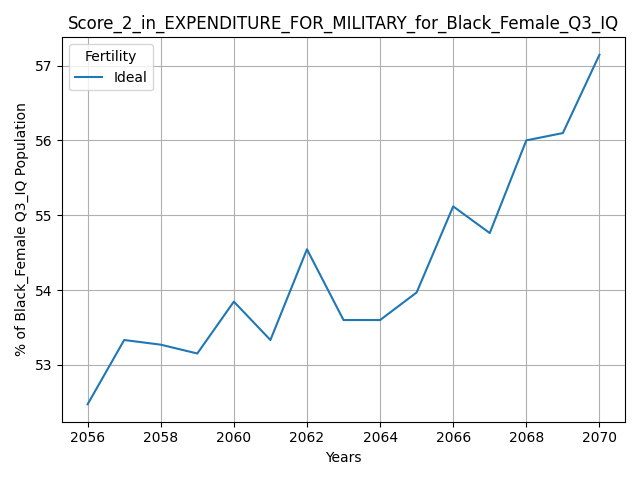 Score_2_in_EXPENDITURE_FOR_MILITARY_for_Black_Female_Q3_IQ
Fertility
Ideal
% of Black_Female Q3_IQ Population
57
56
55
54
53
2056 2058 2060 2062 2064 2066 2068 2070
Years